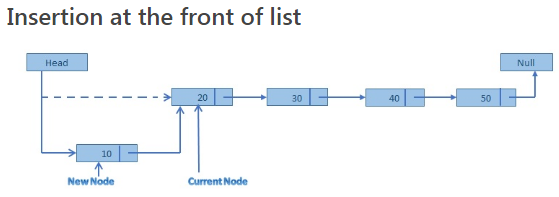 Insertion at the front of list
Head
Null
20
30
40
50
10
New Node
Current Node